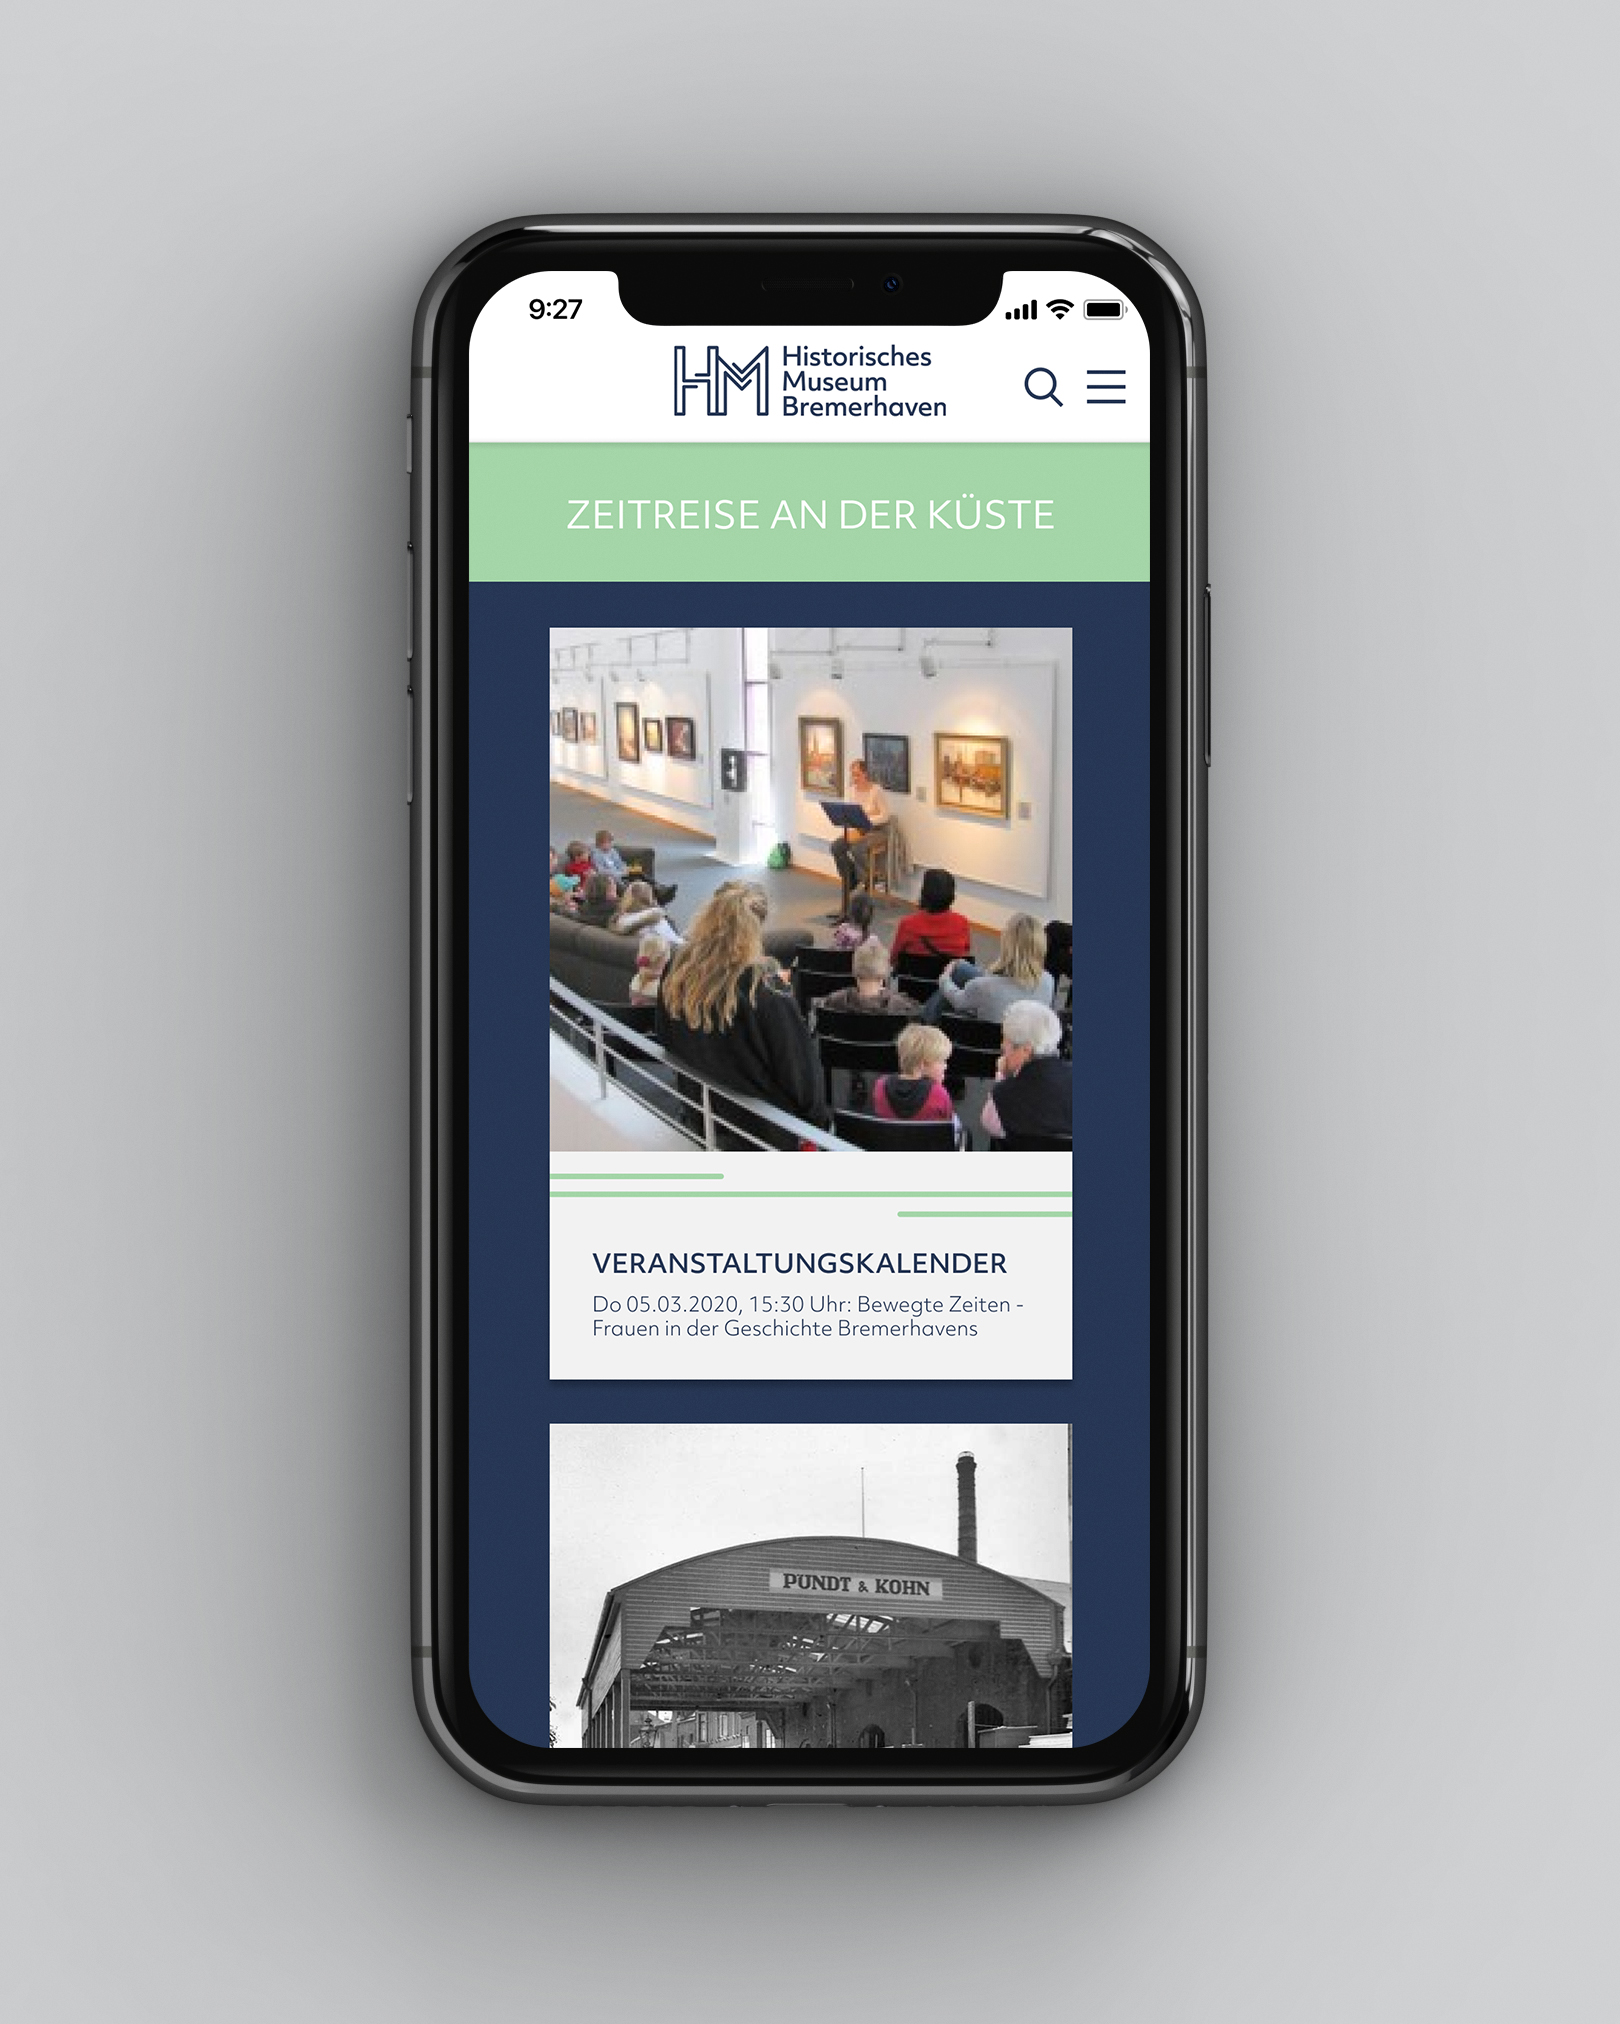 9:27
HM
Historisches
Museum
Bremerhaven
ZEITREISE AN DER KÜSTE
VERANSTALTUNGSKALENDER
Do 05.03.2020, 15:30 Uhr: Bewegte Zeiten -
Frauen in der Geschichte Bremerhavens
PUNDT & KOHN